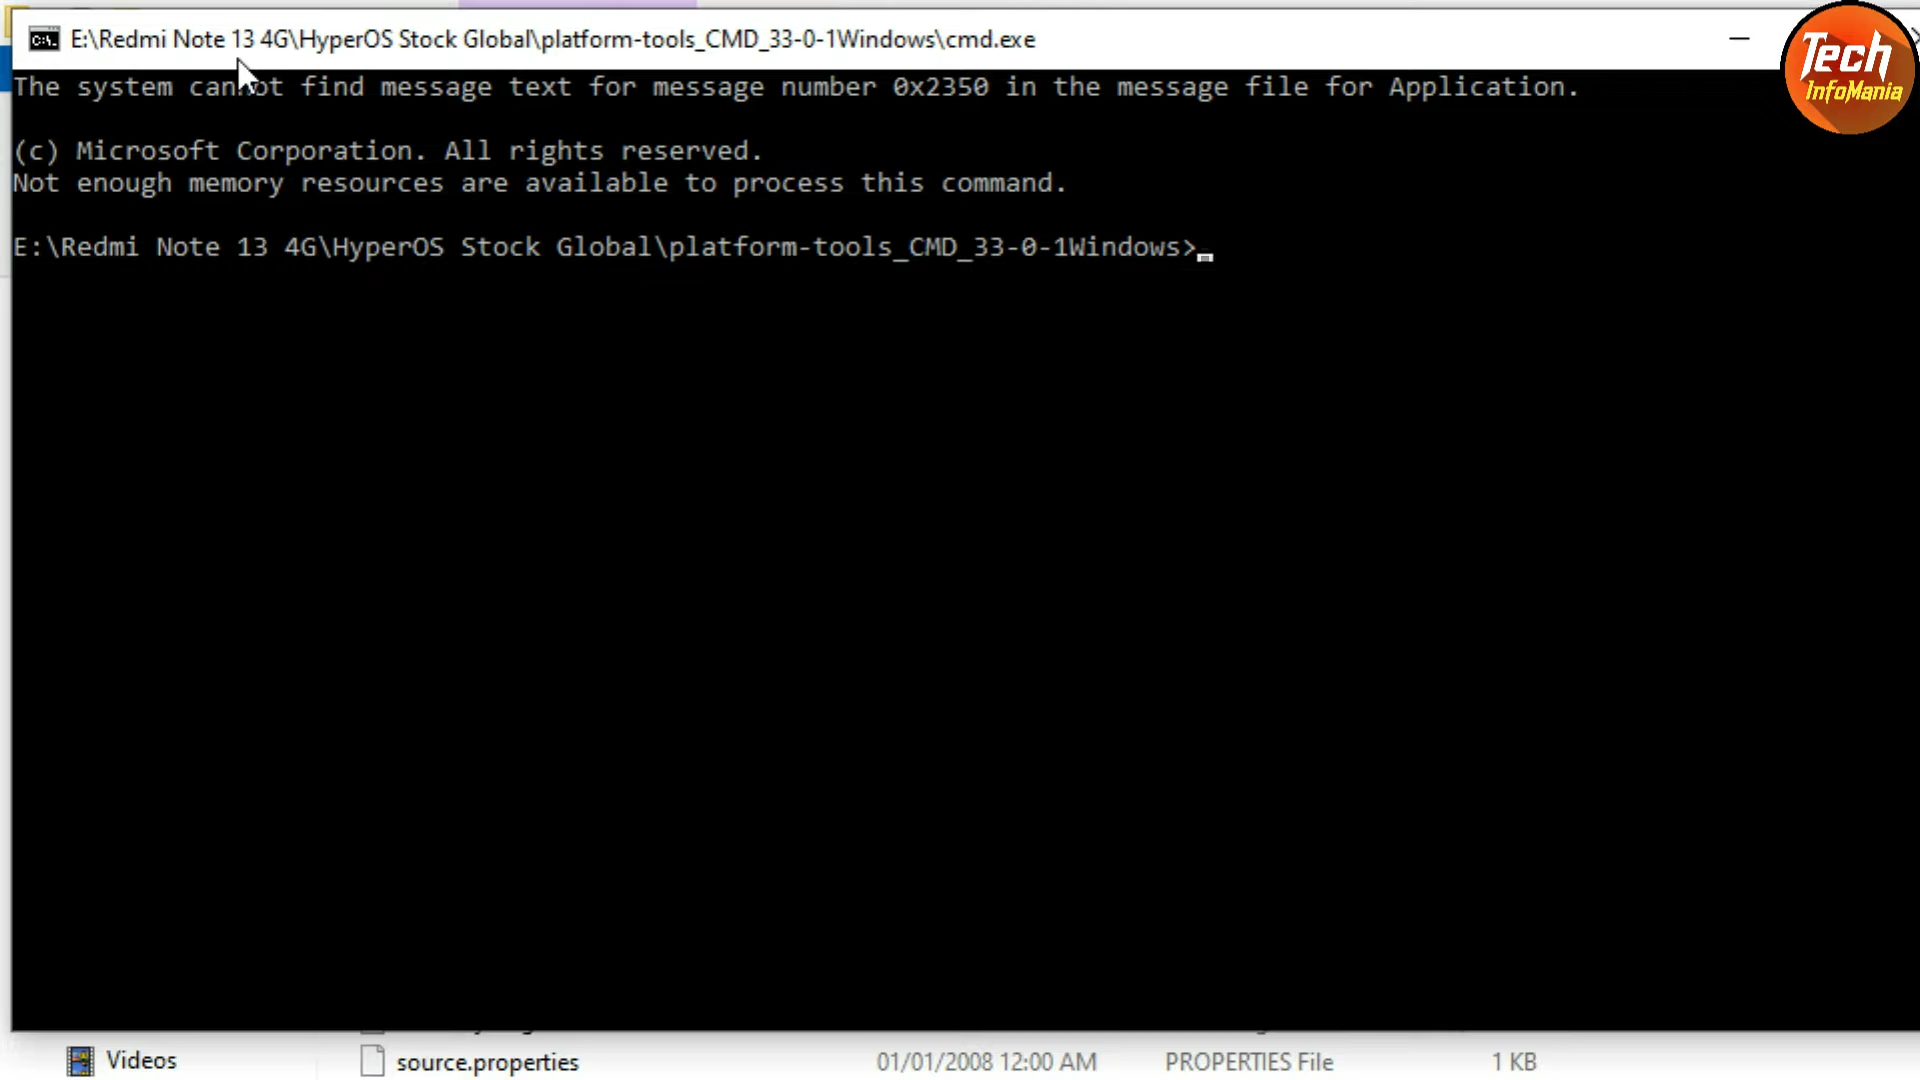 E:\Redmi Note 13 4G\HyperOS Stock Global\platform-tools_CMD_33-0-1Windows\cmd.exe
Tech
InfoMania
The system cannot find message text for message number 0x2350 in the message file for Application.
(c) Microsoft Corporation. All rights reserved.
Not enough memory resources are available to process this command.
E:\Redmi Note 13 4G\HyperOS Stock Global\platform-tools_CMD_33-0-1Windows>
Videos
source.properties 01/01/2008 12:00 AM PROPERTIES File 1 KB